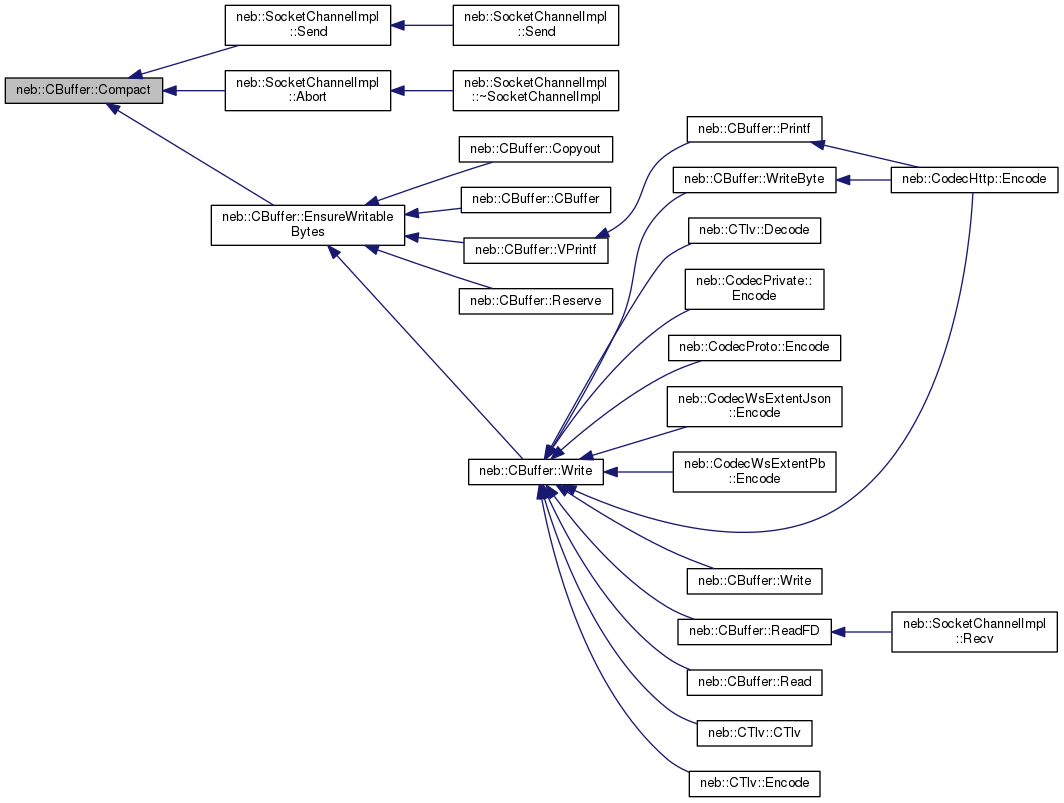 neb::SocketChannelImpl
::Send
neb::SocketChannelImpl
::Send
neb::CBuffer::Compact
neb::SocketChannelImpl
::Abort
neb::SocketChannelImpl
::~SocketChannelImpl
neb::CBuffer::EnsureWritable
Bytes
neb::CBuffer::Copyout
neb::CBuffer::CBuffer
neb::CBuffer::VPrintf
neb::CBuffer::Reserve
neb::CBuffer::Write
neb::CBuffer::Printf
neb::CBuffer::WriteByte
neb::CodecHttp::Encode
neb::CTlv::Decode
neb::CodecPrivate::
Encode
neb::CodecProto::Encode
neb::CodecWsExtentJson
::Encode
neb::CodecWsExtentPb
::Encode
neb::CBuffer::Write
neb::CBuffer::ReadFD
neb::SocketChannelImpl
::Recv
neb::CBuffer::Read
neb::CTlv::CTlv
neb::CTlv::Encode